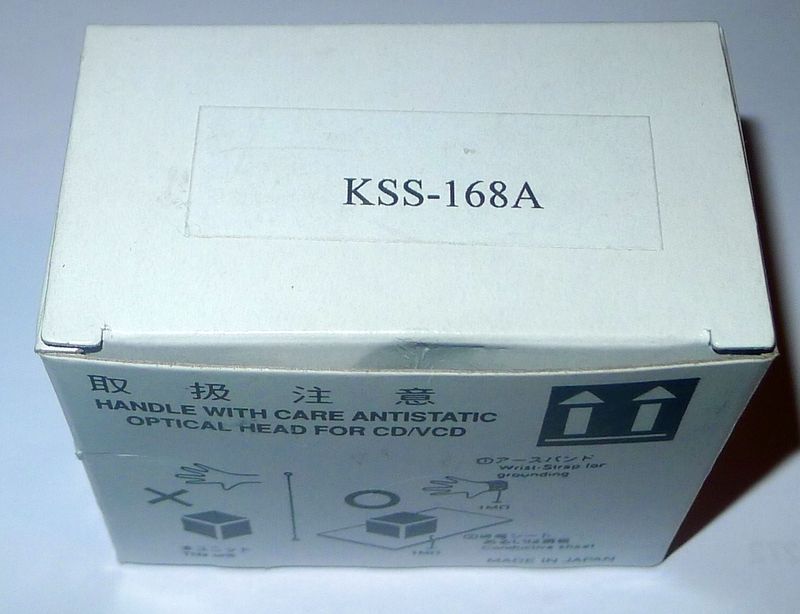 KSS-168A
取 扱 注 意
HANDLE WITH CARE ANTISTATIC
OPTICAL HEAD FOR CD/VCD
①アースバンド
Wrist-Strap for
grounding
1MΩ
1MΩ
Conductive sheet
MADE IN JAPAN